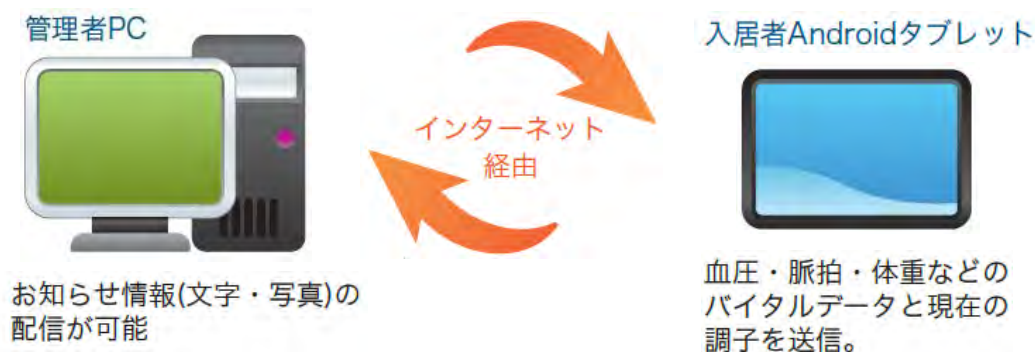 管理者PC
入居者Androidタブレット
インターネット
経由
お知らせ情報(文字・写真)の
配信が可能
血圧・脈拍・体重などの
バイタルデータと現在の
調子を送信。